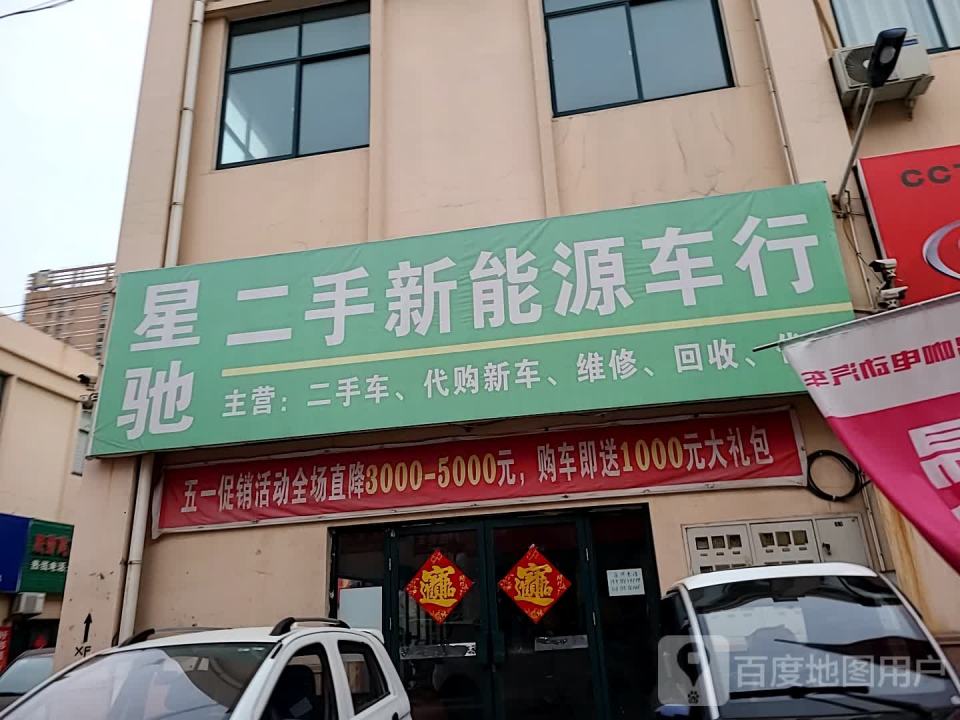 星驰
二手新能源车行
主营：二手车、代购新车、维修、回收、
五一促销活动全场直降3000-5000元，购车即送1000元大礼包
XF
百度地图用户